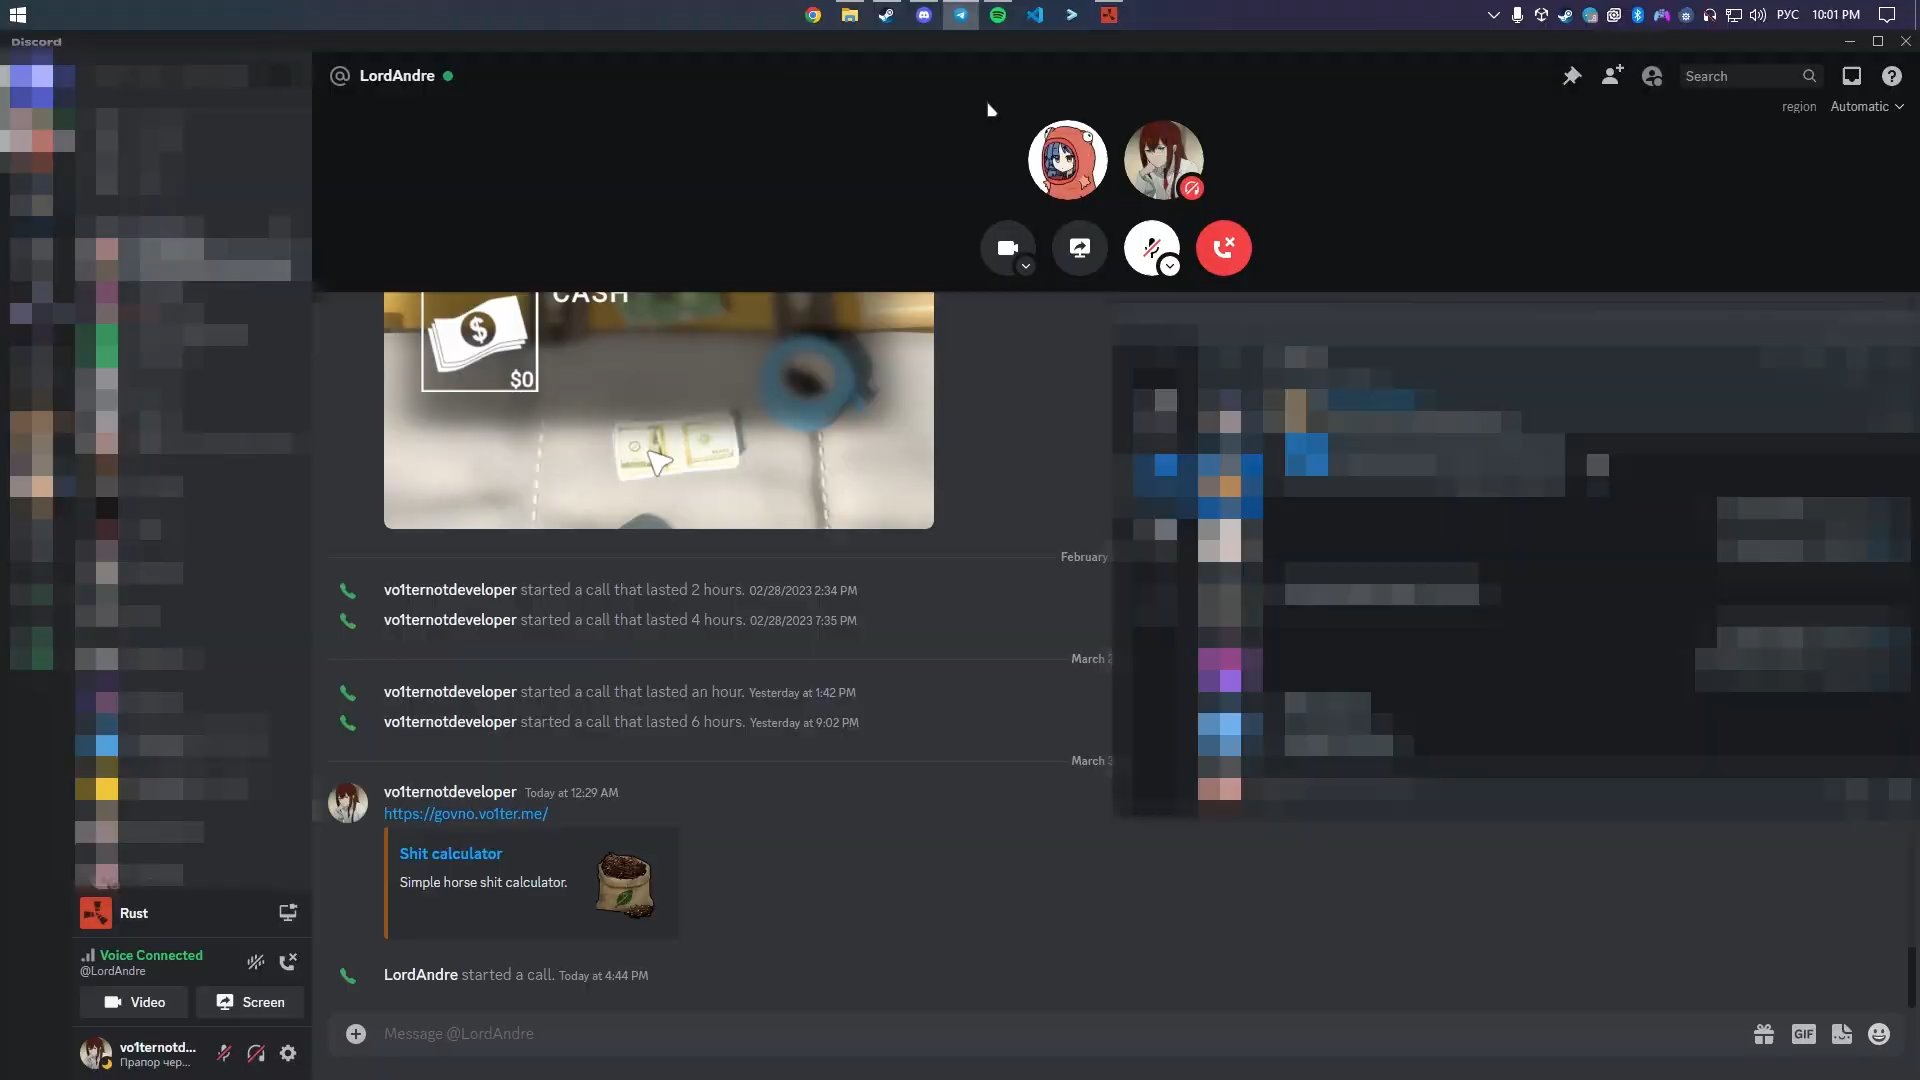 РУС
10:01 PM
Discord
LordAndre
Search
region
Automatic
CASH
$0
February
vo1ternotdeveloper started a call that lasted 2 hours. 02/28/2023 2:34 PM
vo1ternotdeveloper started a call that lasted 4 hours. 02/28/2023 7:35 PM
March
vo1ternotdeveloper started a call that lasted an hour. Yesterday at 1:42 PM
vo1ternotdeveloper started a call that lasted 6 hours. Yesterday at 9:02 PM
March
vo1ternotdeveloper Today at 12:29 AM
https://govno.vo1ter.me/
Shit calculator
Simple horse shit calculator.
Rust
Voice Connected
@LordAndre
LordAndre started a call. Today at 4:44 PM
Video
Screen
Message @LordAndre
GIF
vo1ternotd...
Прапор чер...